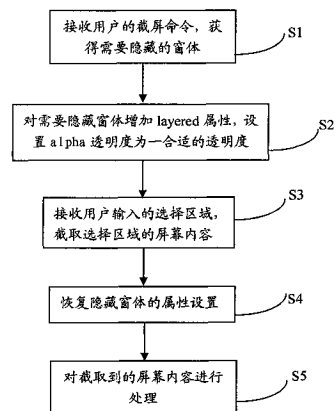 接收用户的截屏命令，获
得需要隐藏的窗体
S1
对需要隐藏窗体增加 layered 属性，设
置 alpha 透明度为一合适的透明度
S2
接收用户输入的选择区域，
截取选择区域的屏幕内容
S3
恢复隐藏窗体的属性设置
S4
对截取到的屏幕内容进行
处理
S5